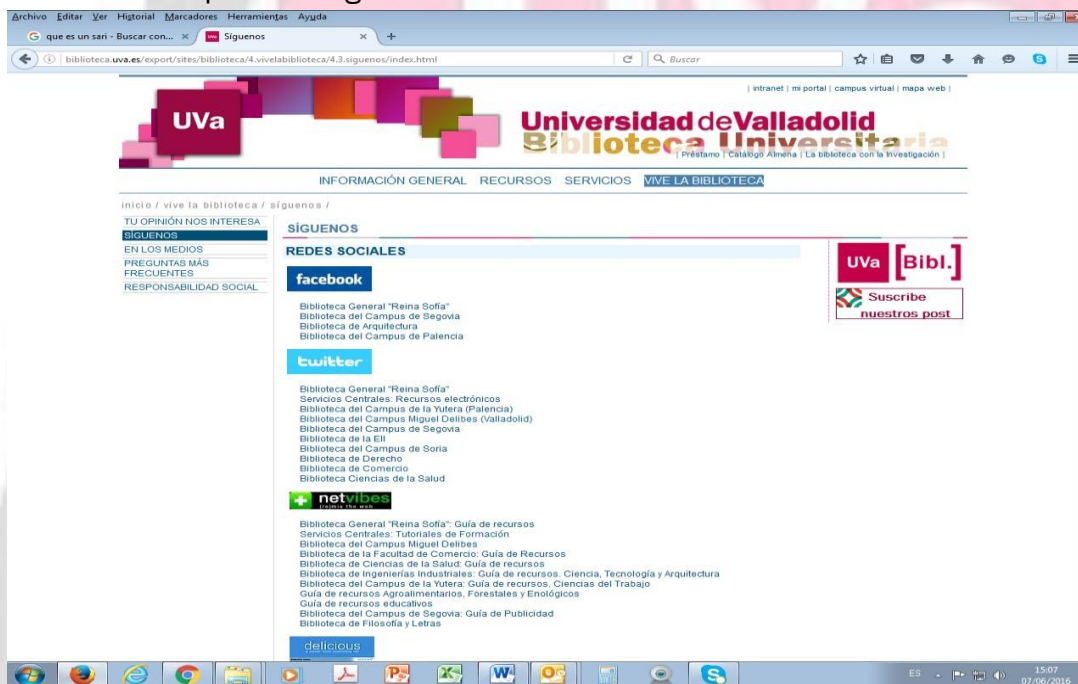 Archivo Editar Ver Historial Marcadores Herramientas Ayuda
que es un sari - Buscar con...
Síguenos
biblioteca.uva.es/export/sites/biblioteca/4.vivelabiblioteca/4.3.siguenos/index.html
Buscar
| intranet | mi portal | campus virtual | mapa web |
UVa
Universidad de Valladolid
Biblioteca Universitaria
| Préstamo | Catálogo Almena | La biblioteca con la Investigación |
INFORMACIÓN GENERAL RECURSOS SERVICIOS VIVE LA BIBLIOTECA
inicio / vive la biblioteca / síguenos /
TU OPINIÓN NOS INTERESA
SÍGUENOS
EN LOS MEDIOS
PREGUNTAS MÁS
FRECUENTES
RESPONSABILIDAD SOCIAL
SÍGUENOS
REDES SOCIALES
facebook
Biblioteca General "Reina Sofía"
Biblioteca del Campus de Segovia
Biblioteca de Arquitectura
Biblioteca del Campus de Palencia
twitter
Biblioteca General "Reina Sofía"
Servicios Centrales: Recursos electrónicos
Biblioteca del Campus de la Yutera (Palencia)
Biblioteca del Campus Miguel Delibes (Valladolid)
Biblioteca del Campus de Segovia
Biblioteca de la EII
Biblioteca del Campus de Soria
Biblioteca de Derecho
Biblioteca de Comercio
Biblioteca Ciencias de la Salud
netvibes
(re)mix the web
Biblioteca General "Reina Sofía": Guía de recursos
Servicios Centrales: Tutoriales de Formación
Biblioteca del Campus Miguel Delibes
Biblioteca de la Facultad de Comercio: Guía de Recursos
Biblioteca de Ciencias de la Salud: Guía de recursos
Biblioteca de Ingenierías Industriales: Guía de recursos. Ciencia, Tecnología y Arquitectura
Biblioteca del Campus de la Yutera: Guía de recursos. Ciencias del Trabajo
Guía de recursos Agroalimentarios, Forestales y Enológicos
Guía de recursos educativos
Biblioteca del Campus de Segovia: Guía de Publicidad
Biblioteca de Filosofía y Letras
delicious
UVa [Bibl.]
Suscribe
nuestros post
ES
15:07
07/06/2016